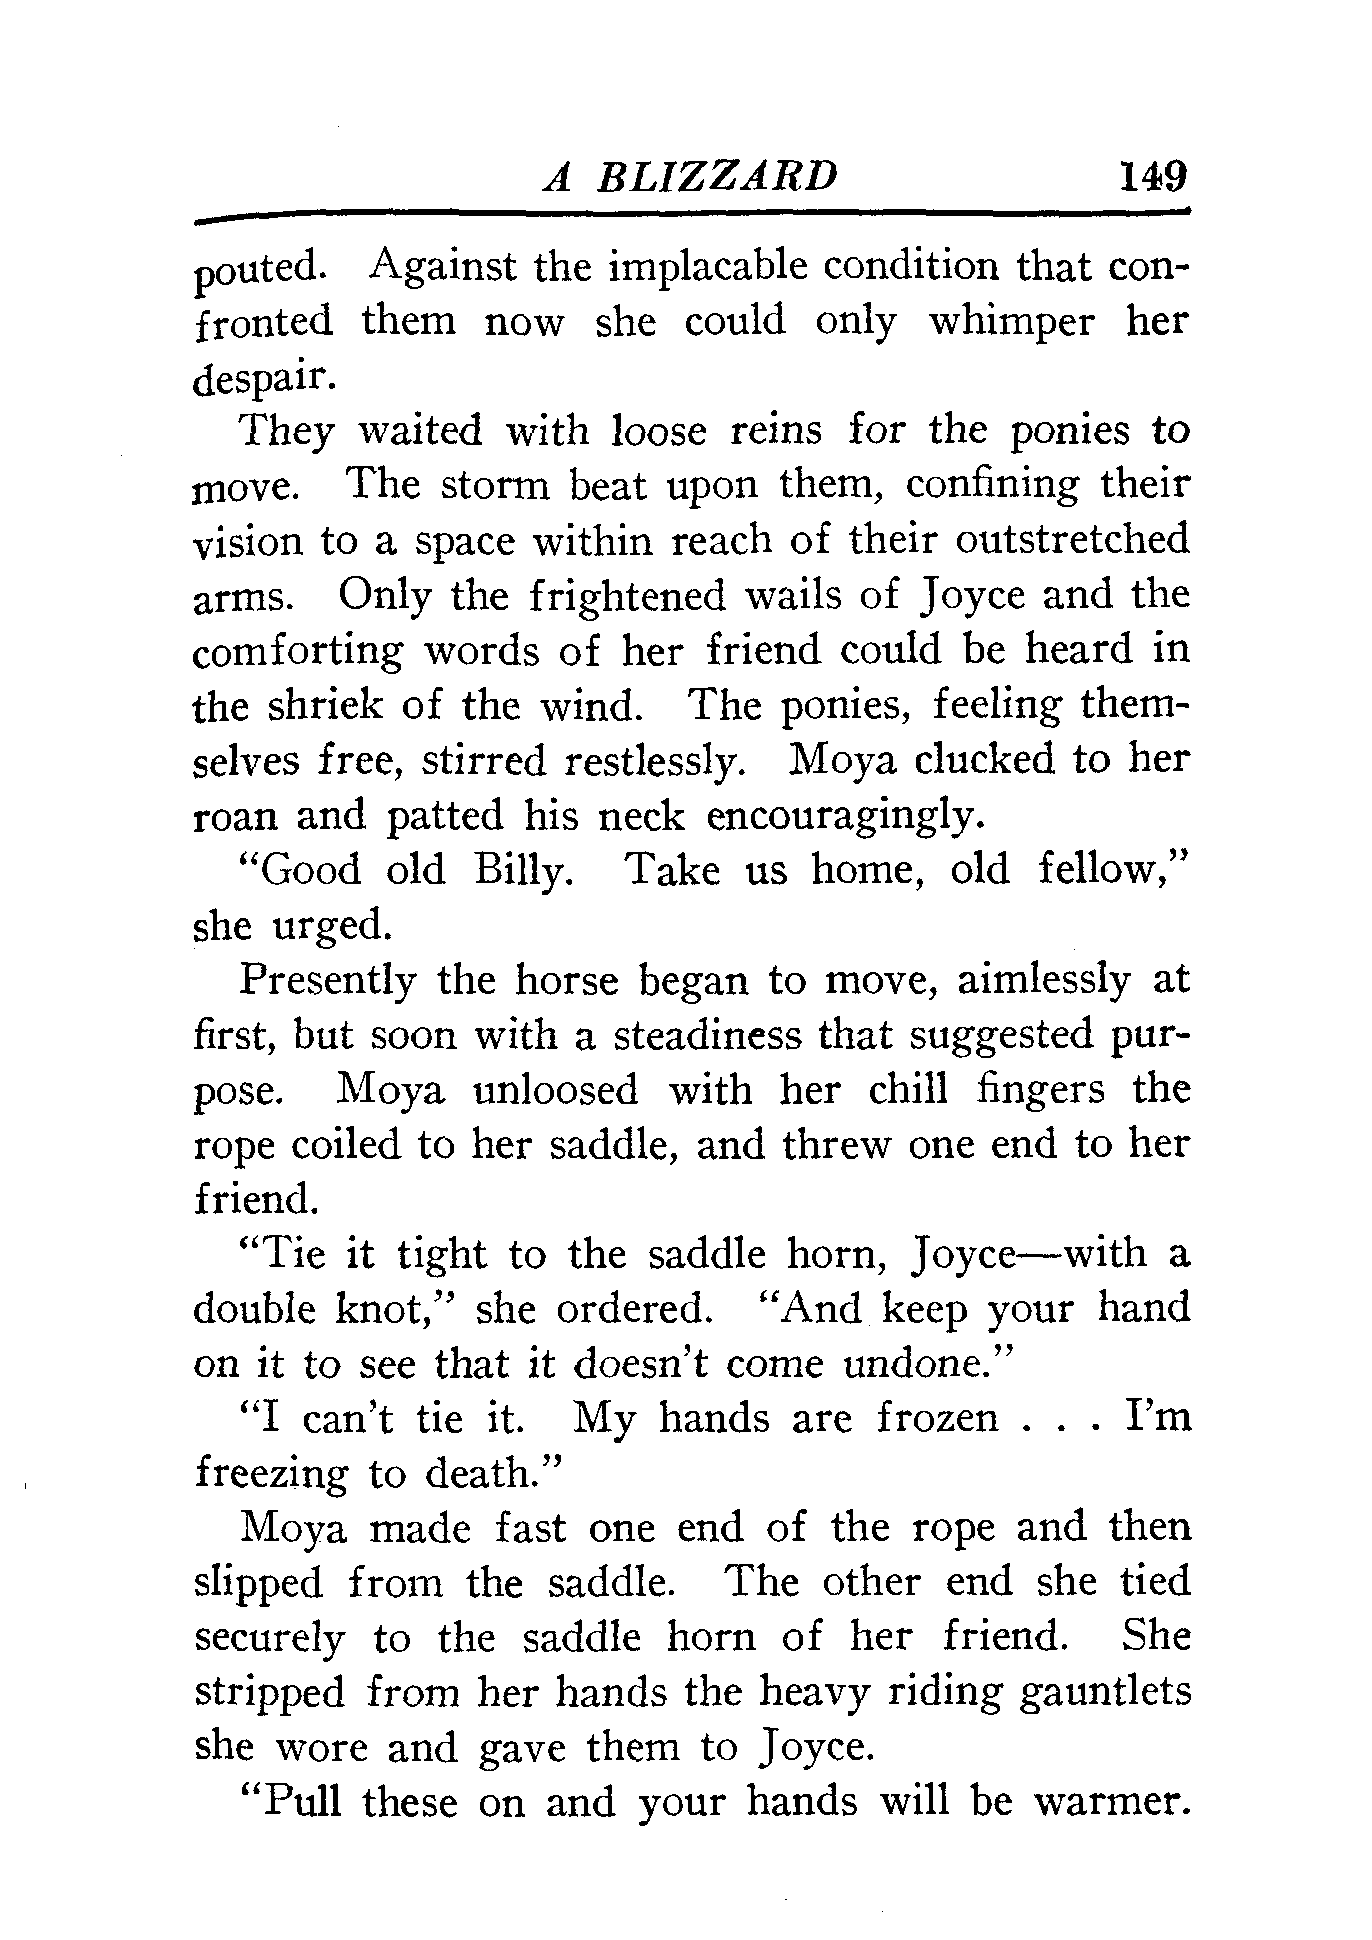 A BLIZZARD 149
pouted. Against the implacable condition that con-
fronted them now she could only whimper her
despair.
They waited with loose reins for the ponies to
move. The storm beat upon them, confining their
vision to a space within reach of their outstretched
arms. Only the frightened wails of Joyce and the
comforting words of her friend could be heard in
the shriek of the wind. The ponies, feeling them-
selves free, stirred restlessly. Moya clucked to her
roan and patted his neck encouragingly.
“Good old Billy. Take us home, old fellow,”
she urged.
Presently the horse began to move, aimlessly at
first, but soon with a steadiness that suggested pur-
pose. Moya unloosed with her chill fingers the
rope coiled to her saddle, and threw one end to her
friend.
“Tie it tight to the saddle horn, Joyce—with a
double knot,” she ordered. “And keep your hand
on it to see that it doesn’t come undone.”
“I can’t tie it. My hands are frozen . . . I’m
freezing to death.”
Moya made fast one end of the rope and then
slipped from the saddle. The other end she tied
securely to the saddle horn of her friend. She
stripped from her hands the heavy riding gauntlets
she wore and gave them to Joyce.
“Pull these on and your hands will be warmer.